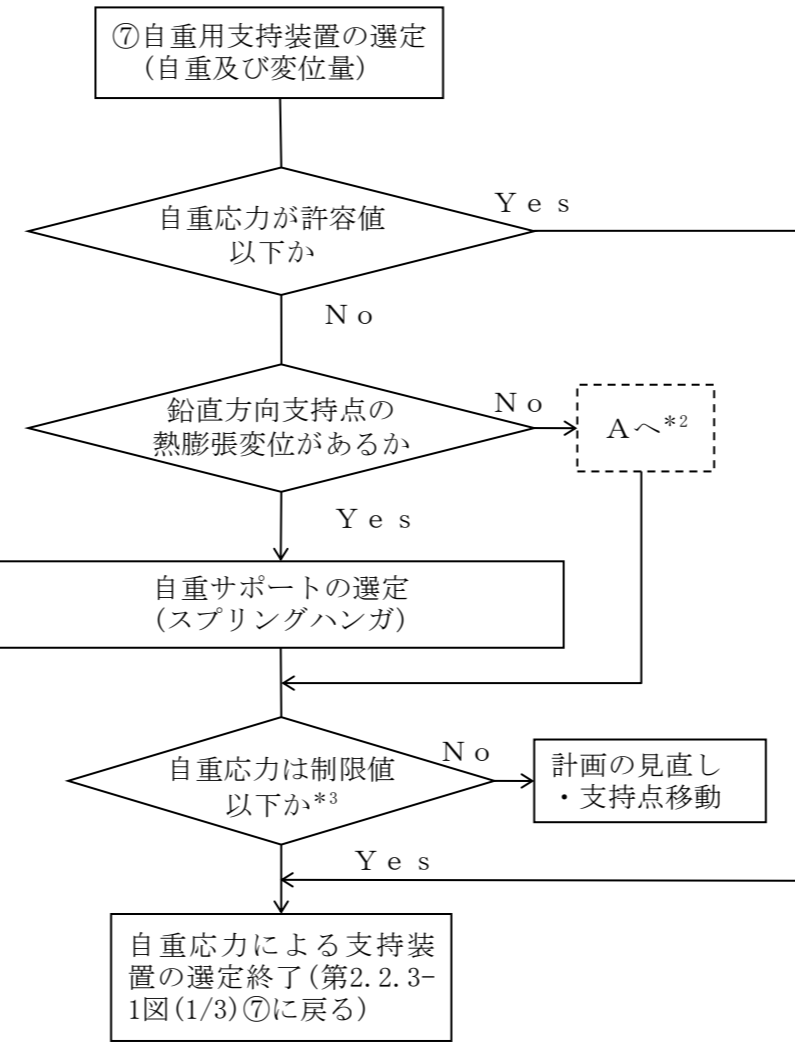 ⑦自重用支持装置の選定
(自重及び変位量)
自重応力が許容値
以下か
Ｙｅｓ
Ｎｏ
鉛直方向支持点の
熱膨張変位があるか
Ｎｏ
Ａへ*2
Ｙｅｓ
自重サポートの選定
(スプリングハンガ)
自重応力は制限値
以下か*3
Ｎｏ
計画の見直し
・支持点移動
Ｙｅｓ
自重応力による支持装
置の選定終了(第2.2.3-
1図(1/3)⑦に戻る)